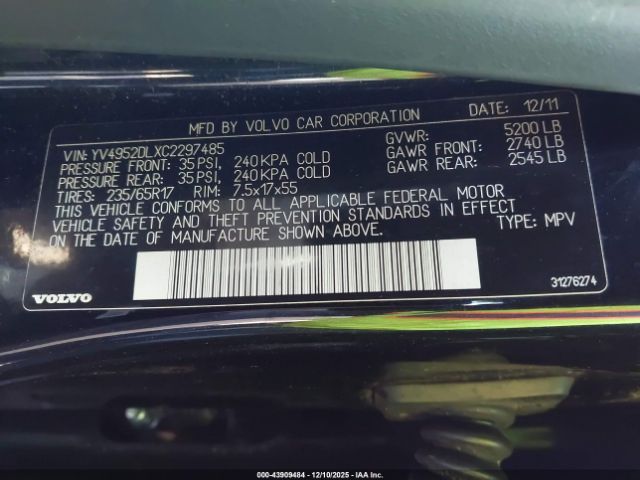 MFD BY VOLVO CAR CORPORATION DATE: 12/11
VIN: YV4952DLXC2297485 GVWR: 5200 LB
PRESSURE FRONT: 35 PSI, 240 KPA COLD GAWR FRONT: 2740 LB
PRESSURE REAR: 35 PSI, 240 KPA COLD GAWR REAR: 2545 LB
TIRES: 235/65R17 RIM: 7.5x17x55
THIS VEHICLE CONFORMS TO ALL APPLICABLE FEDERAL MOTOR
VEHICLE SAFETY AND THEFT PREVENTION STANDARDS IN EFFECT
ON THE DATE OF MANUFACTURE SHOWN ABOVE. TYPE: MPV
VOLVO 31276274
000-43909484 - 12/10/2025 - IAA Inc.